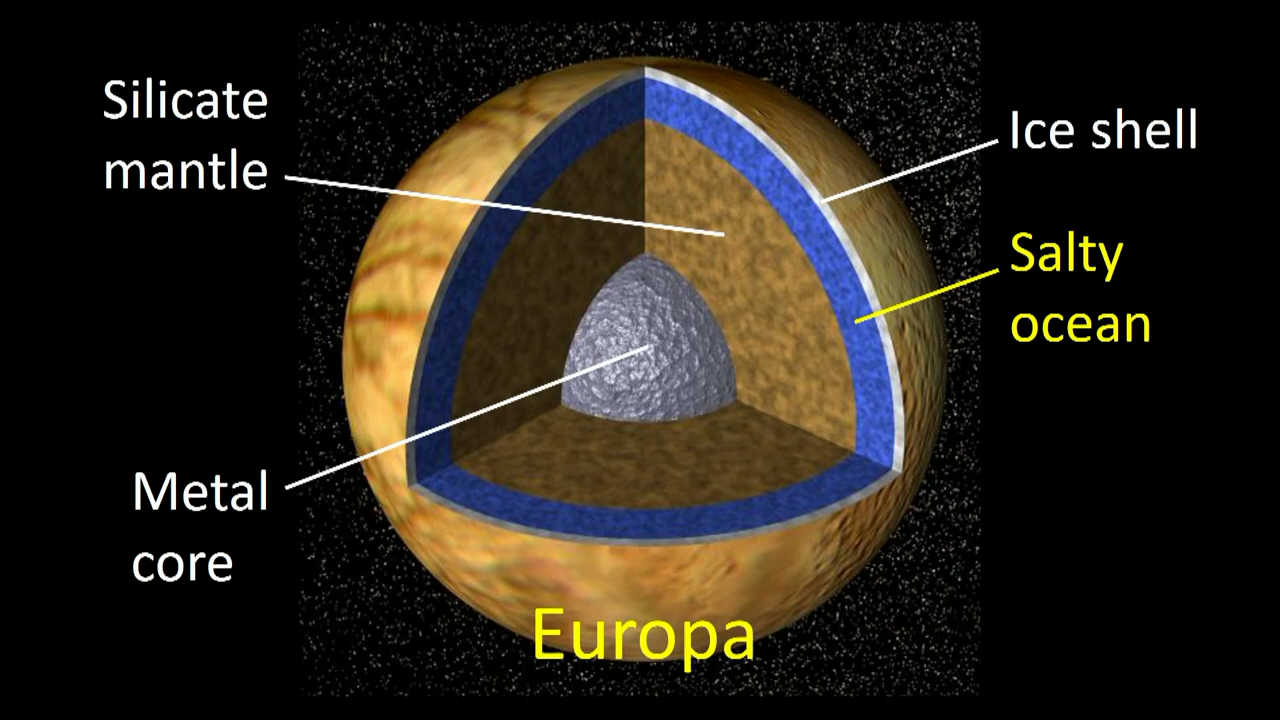 Silicate
mantle
Ice shell
Salty
ocean
Metal
core
Europa